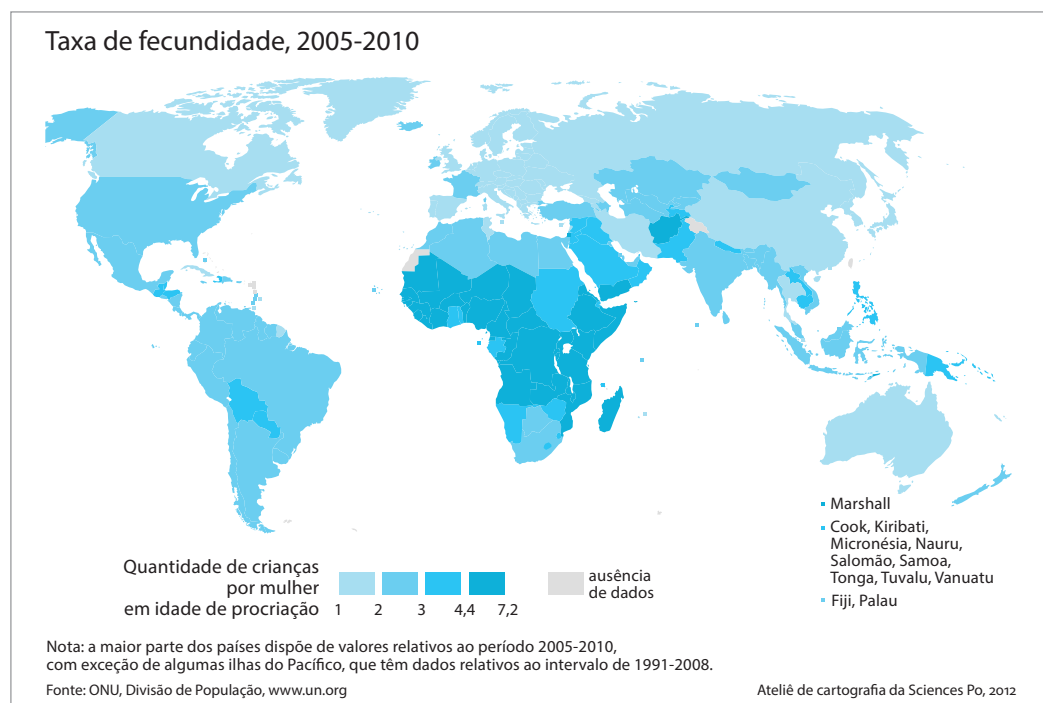 Taxa de fecundidade, 2005-2010
Marshall
Cook, Kiribati,
Micronésia, Nauru,
Salomão, Samoa,
Tonga, Tuvalu, Vanuatu
Fiji, Palau
Quantidade de crianças
por mulher
em idade de procriação
1 2 3 4,4 7,2
ausência
de dados
Nota: a maior parte dos países dispõe de valores relativos ao período 2005-2010,
com exceção de algumas ilhas do Pacífico, que têm dados relativos ao intervalo de 1991-2008.
Fonte: ONU, Divisão de População, www.un.org
Ateliê de cartografia da Sciences Po, 2012